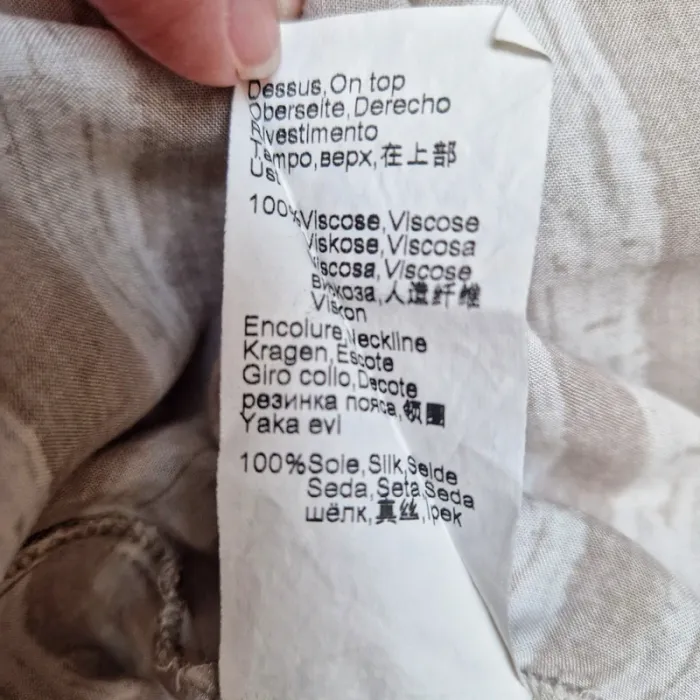 Dessus,On top
Oberseite,Derecho
Rivestimento
Tempo,верх,在上部
Üst
100%Viscose,Viscose
Viskose,Viscosa
Viscosa,Viscose
Вискоза,人造纤维
Viskon
Encolure,Neckline
Kragen,Escote
Giro collo,Decote
резинка пояса,领圈
Yaka evi
100%Soie,Silk,Seide
Seda,Seta,Seda
шёлк,真丝,Ipek